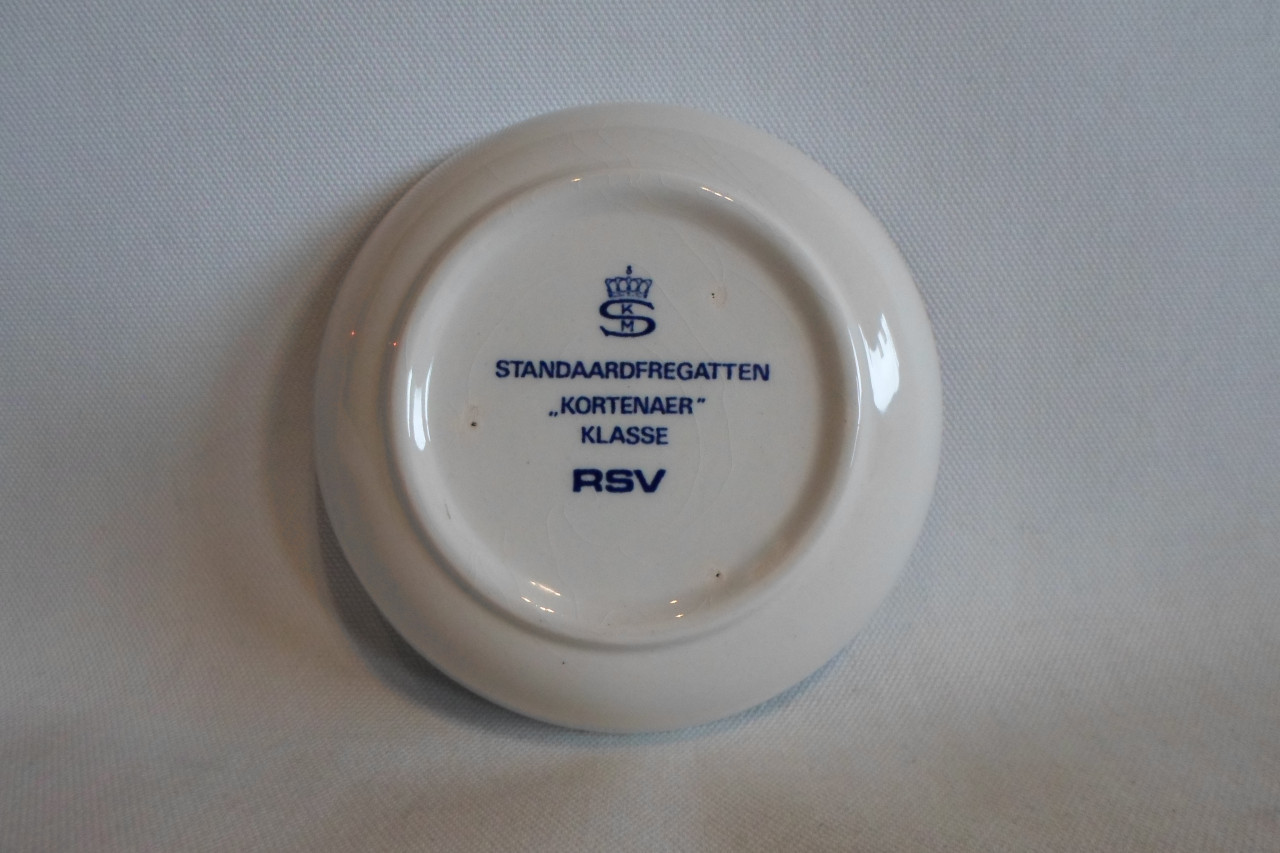 S
K
M
STANDAARDFREGATTEN
„KORTENAER"
KLASSE
RSV